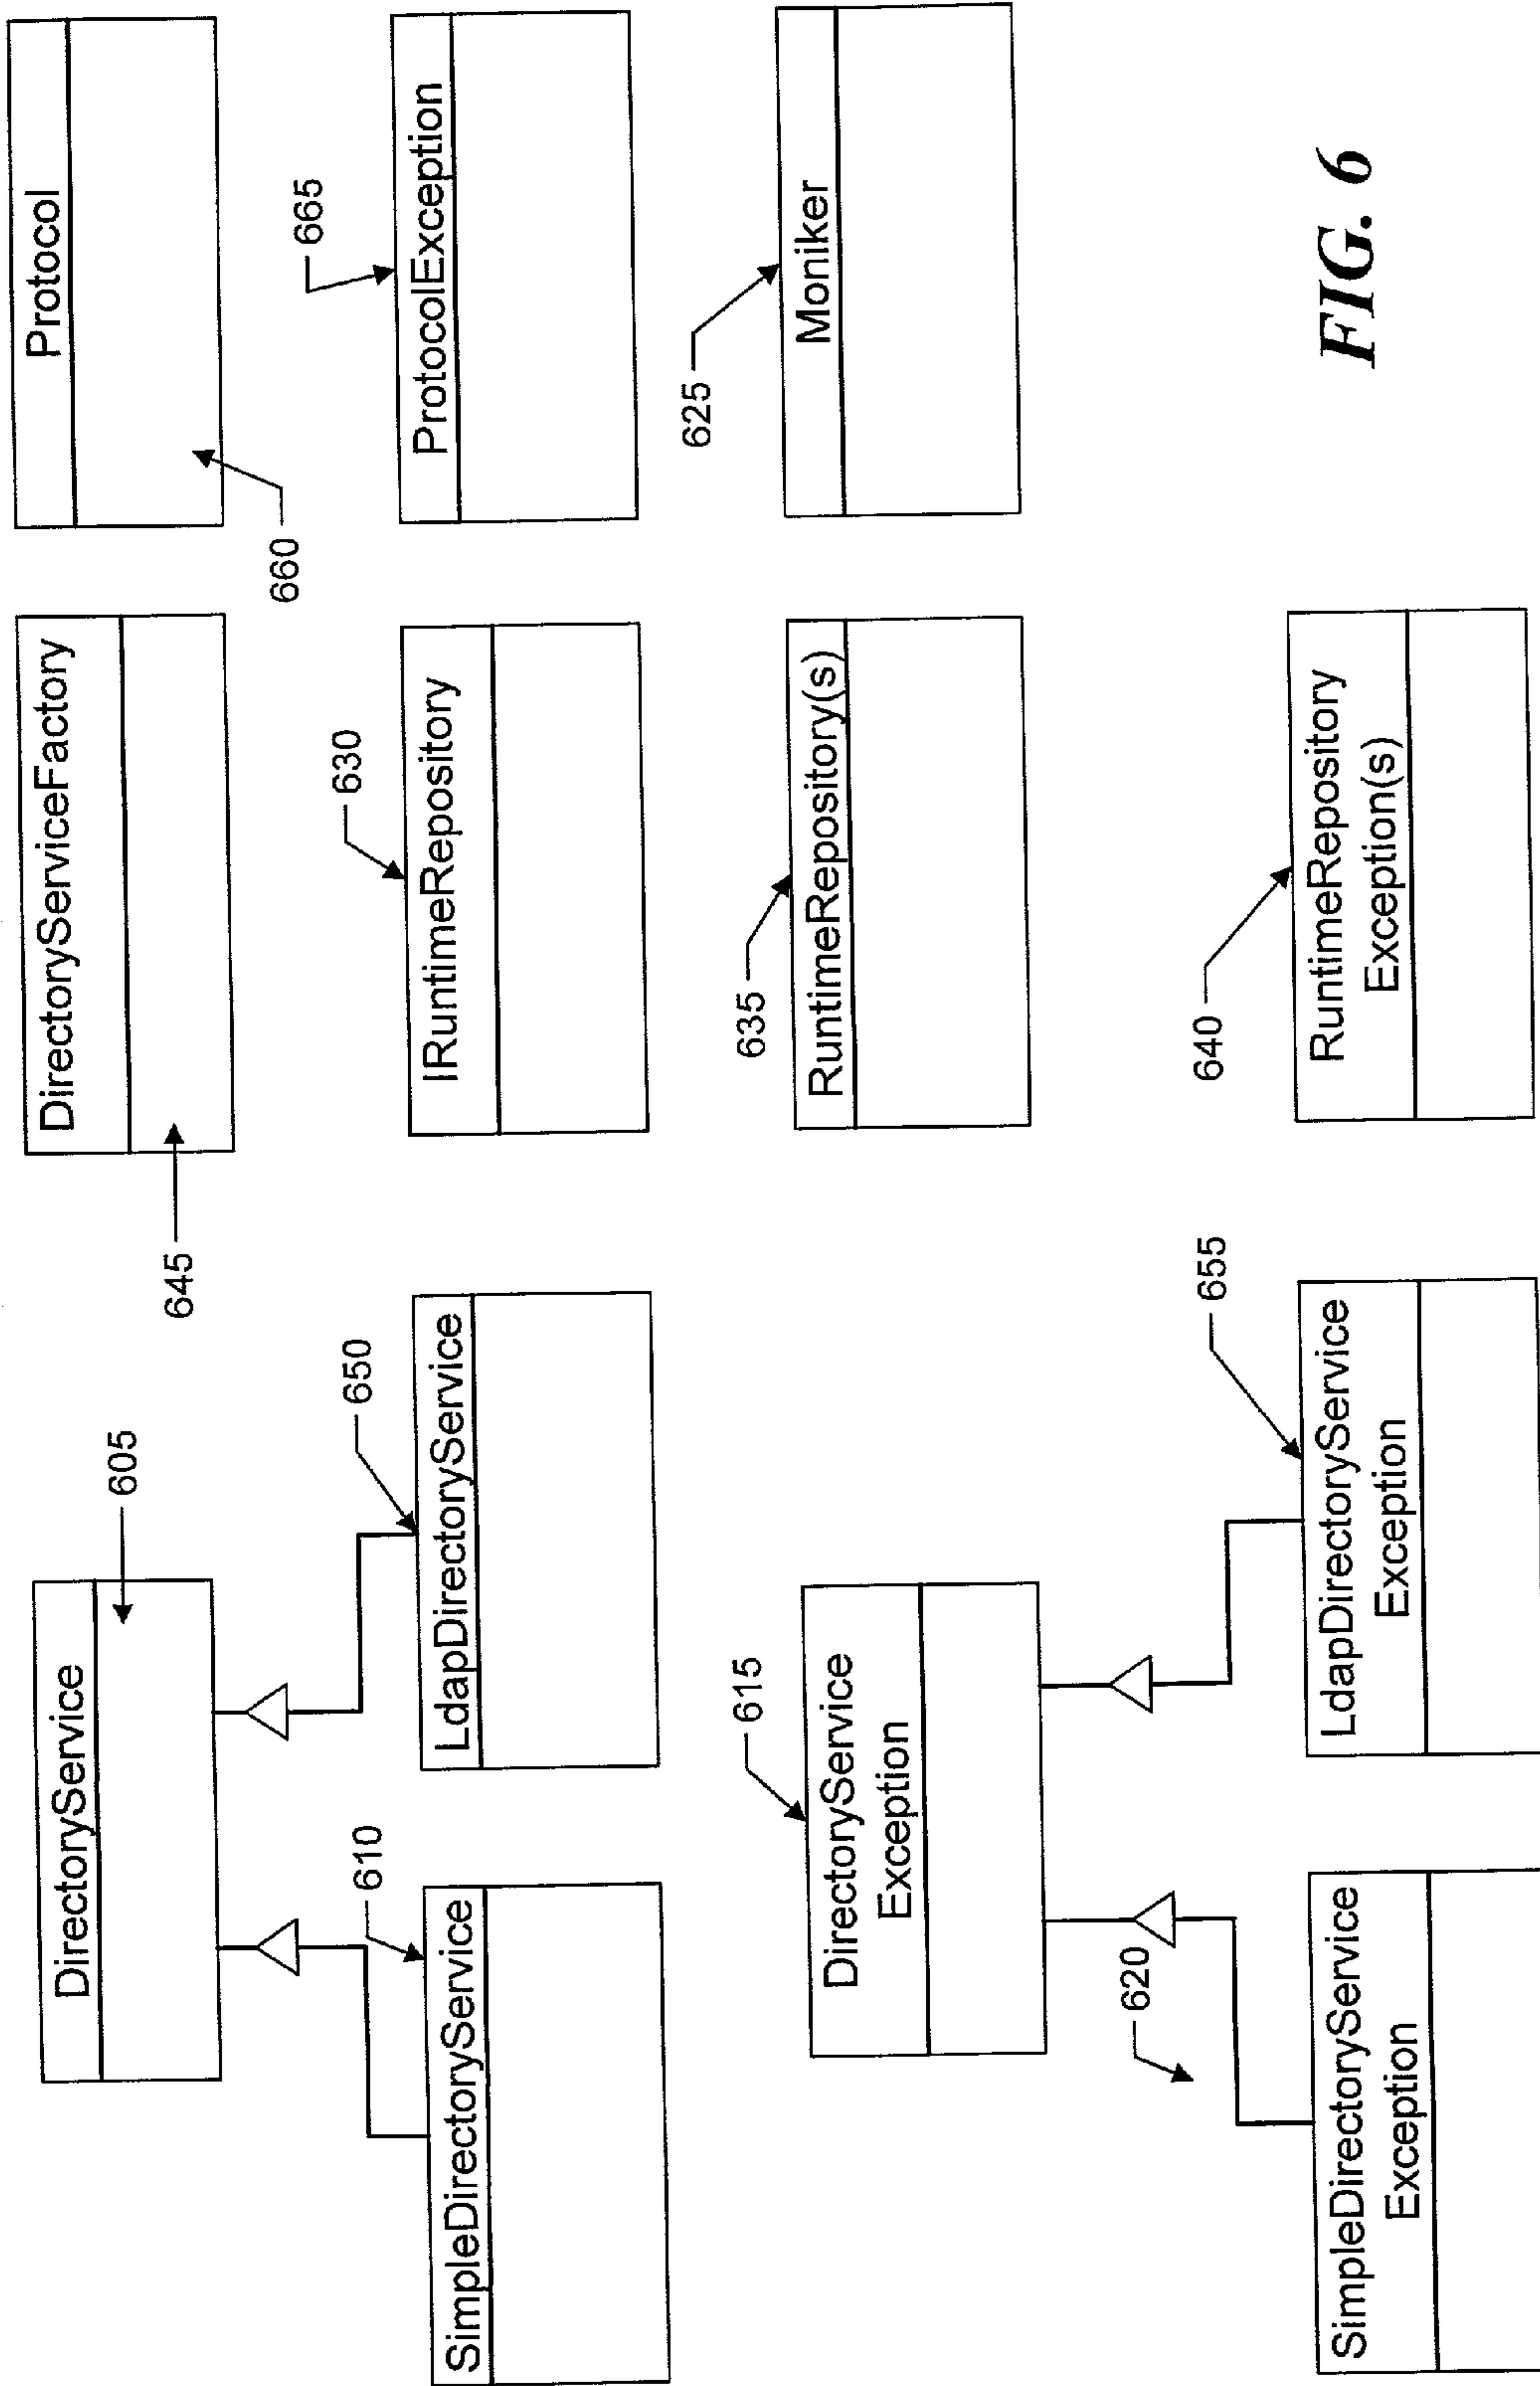 DirectoryService
605
DirectoryServiceFactory
645
Protocol
660
SimpleDirectoryService
610
LdapDirectoryService
650
IRuntimeRepository
630
ProtocolException
665
DirectoryService
Exception
615
RuntimeRepository(s)
635
Moniker
625
620
SimpleDirectoryService
Exception
LdapDirectoryService
Exception
655
RuntimeRepository
Exception(s)
640
FIG. 6